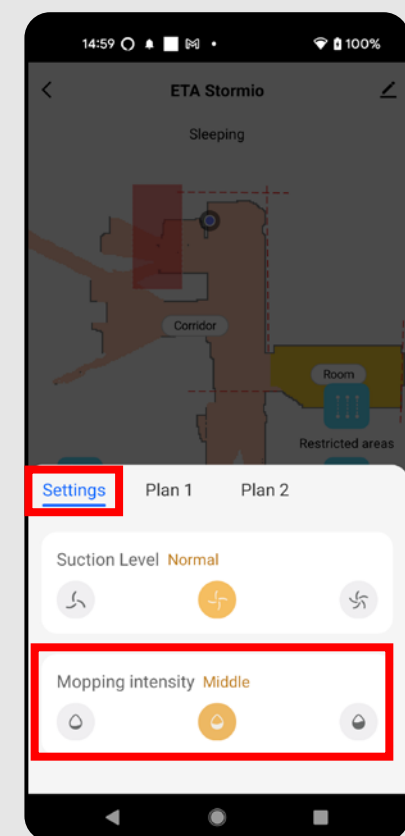 14:59 100%
ETA Stormio
Sleeping
Corridor
Room
Restricted areas
Settings Plan 1 Plan 2
Suction Level Normal
Mopping intensity Middle